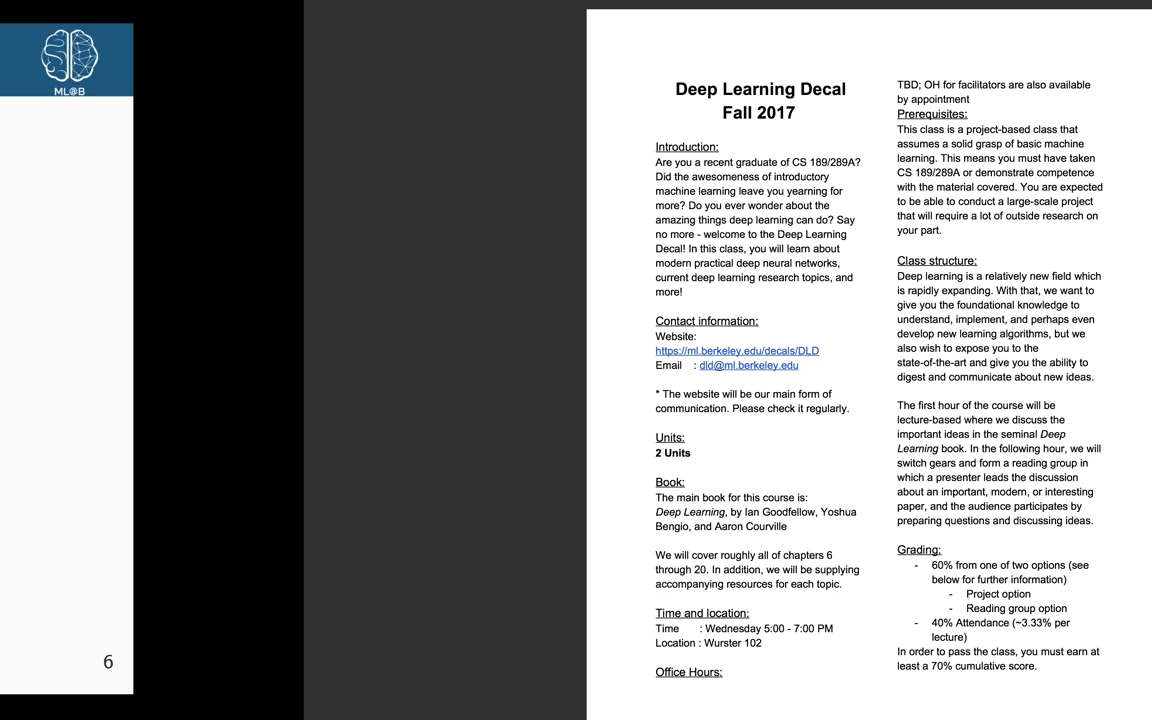 ML@B
6
Deep Learning Decal
Fall 2017
Introduction:
Are you a recent graduate of CS 189/289A?
Did the awesomeness of introductory
machine learning leave you yearning for
more? Do you ever wonder about the
amazing things deep learning can do? Say
no more - welcome to the Deep Learning
Decal! In this class, you will learn about
modern practical deep neural networks,
current deep learning research topics, and
more!
Contact information:
Website:
https://ml.berkeley.edu/decals/DLD
Email : dld@ml.berkeley.edu
* The website will be our main form of
communication. Please check it regularly.
Units:
2 Units
Book:
The main book for this course is:
Deep Learning, by Ian Goodfellow, Yoshua
Bengio, and Aaron Courville
We will cover roughly all of chapters 6
through 20. In addition, we will be supplying
accompanying resources for each topic.
Time and location:
Time : Wednesday 5:00 - 7:00 PM
Location : Wurster 102
Office Hours:
TBD; OH for facilitators are also available
by appointment
Prerequisites:
This class is a project-based class that
assumes a solid grasp of basic machine
learning. This means you must have taken
CS 189/289A or demonstrate competence
with the material covered. You are expected
to be able to conduct a large-scale project
that will require a lot of outside research on
your part.
Class structure:
Deep learning is a relatively new field which
is rapidly expanding. With that, we want to
give you the foundational knowledge to
understand, implement, and perhaps even
develop new learning algorithms, but we
also wish to expose you to the
state-of-the-art and give you the ability to
digest and communicate about new ideas.
The first hour of the course will be
lecture-based where we discuss the
important ideas in the seminal Deep
Learning book. In the following hour, we will
switch gears and form a reading group in
which a presenter leads the discussion
about an important, modern, or interesting
paper, and the audience participates by
preparing questions and discussing ideas.
Grading:
- 60% from one of two options (see
below for further information)
- Project option
- Reading group option
- 40% Attendance (~3.33% per
lecture)
In order to pass the class, you must earn at
least a 70% cumulative score.